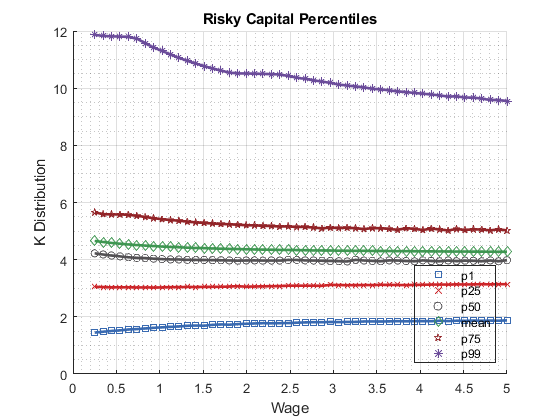 Risky Capital Percentiles
12
10
8
6
4
2
0
K Distribution
0 0.5 1 1.5 2 2.5 3 3.5 4 4.5 5
Wage
p1
p25
p50
mean
p75
p99